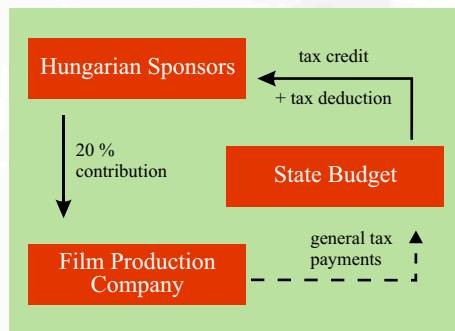 Hungarian Sponsors
tax credit
+ tax deduction
20 %
contribution
State Budget
general tax
payments
Film Production
Company